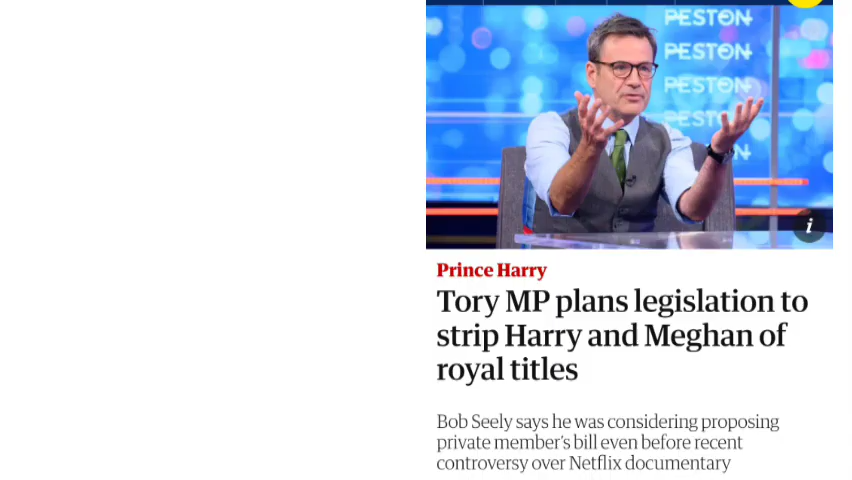 PESTON
PESTON
PESTON
PEST
N
i
Prince Harry
Tory MP plans legislation to
strip Harry and Meghan of
royal titles
Bob Seely says he was considering proposing
private member's bill even before recent
controversy over Netflix documentary